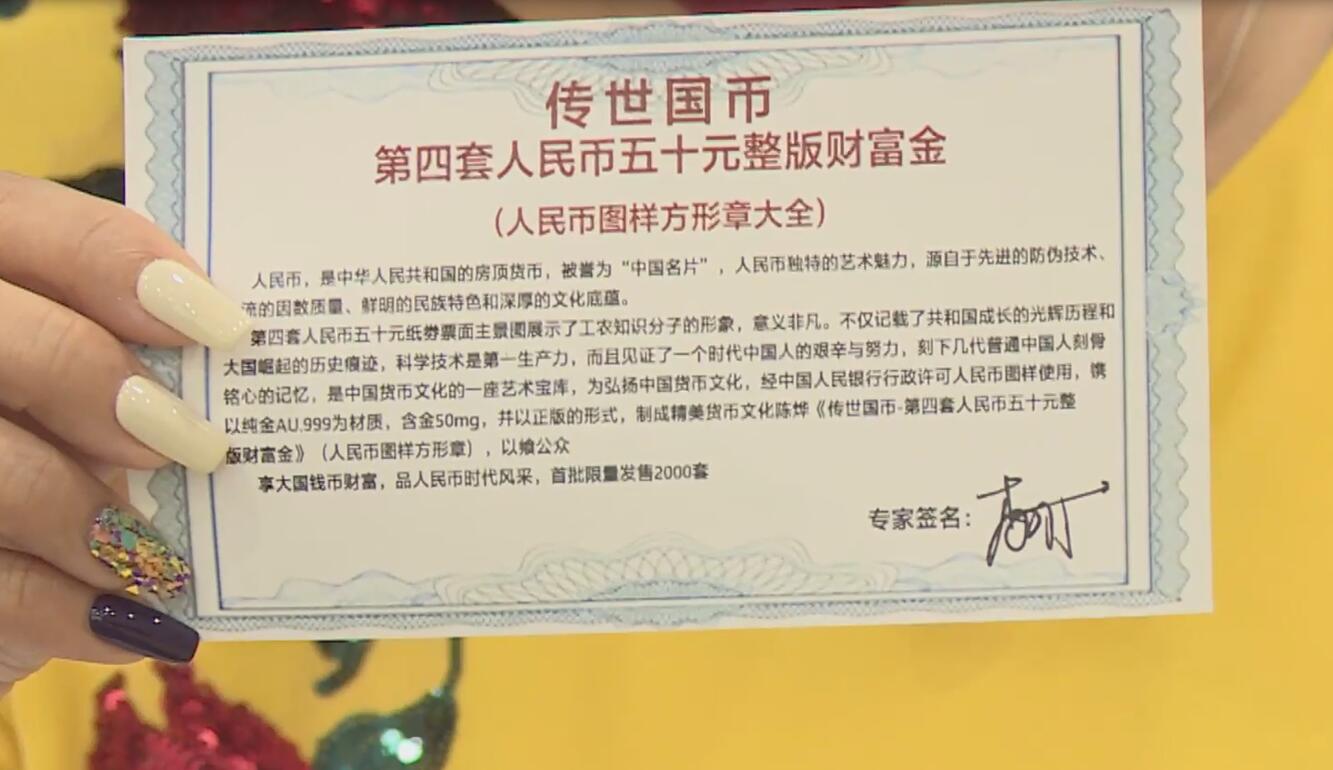 传世国币
第四套人民币五十元整版财富金
(人民币图样方形章大全)
人民币，是中华人民共和国的房顶货币，被誉为“中国名片”，人民币独特的艺术魅力，源自于先进的防伪技术、
流的因数质量、鲜明的民族特色和深厚的文化底蕴。
第四套人民币五十元纸劵票面主景图展示了工农知识分子的形象，意义非凡。不仅记载了共和国成长的光辉历程和
大国崛起的历史痕迹，科学技术是第一生产力，而且见证了一个时代中国人的艰辛与努力，刻下几代普通中国人刻骨
铭心的记忆，是中国货币文化的一座艺术宝库，为弘扬中国货币文化，经中国人民银行行政许可人民币图样使用，镌
以纯金AU.999为材质，含金50mg，并以正版的形式，制成精美货币文化陈烨《传世国币-第四套人民币五十元整
版财富金》（人民币图样方形章），以飨公众
享大国钱币财富，品人民币时代风采，首批限量发售2000套
专家签名：